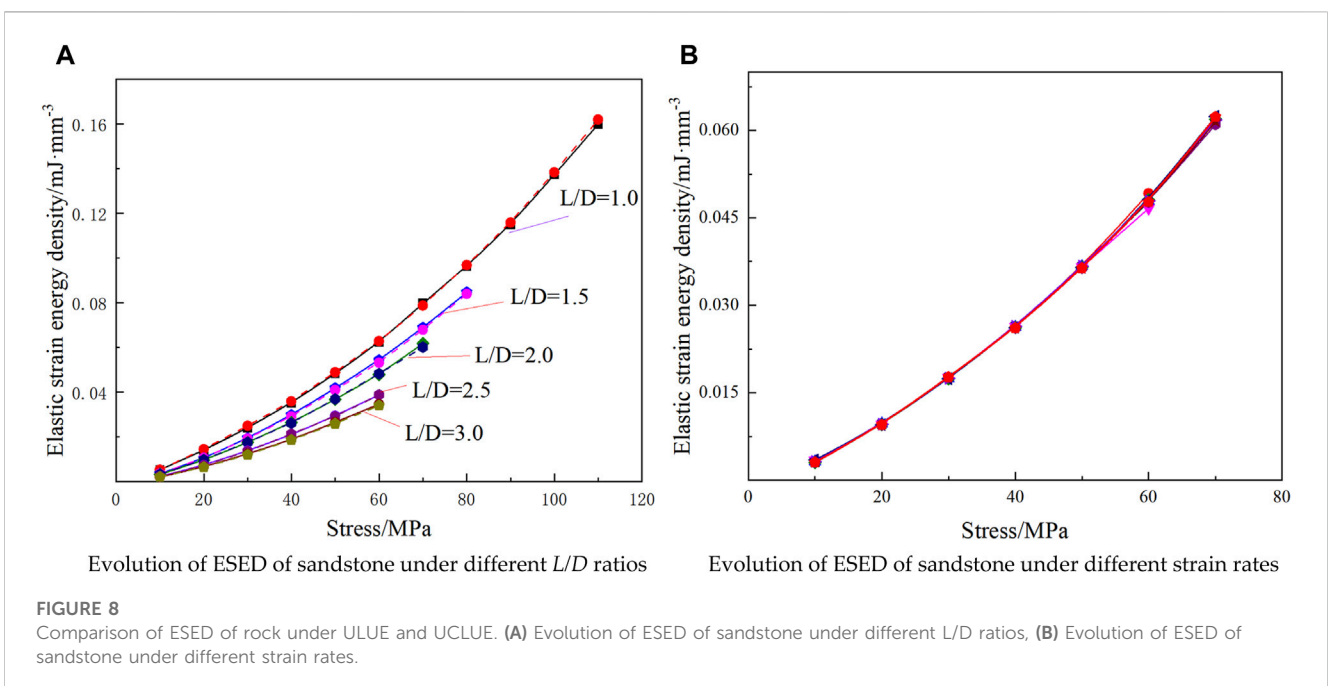 A
B
Elastic strain energy density/mJ·mm-3
0. 16
0. 12
0. 08
0. 04
L/D=1.0
L/D=1.5
L/D=2.0
L/D=2.5
L/D=3.0
0 20 40 60 80 100 120
Stress/MPa
Evolution of ESED of sandstone under different L/D ratios
Elastic strain energy density/mJ·mm-3
0.060
0.045
0.030
0.015
0 20 40 60 80
Stress/MPa
Evolution of ESED of sandstone under different strain rates
FIGURE 8
Comparison of ESED of rock under ULUE and UCLUE. (A) Evolution of ESED of sandstone under different L/D ratios, (B) Evolution of ESED of
sandstone under different strain rates.